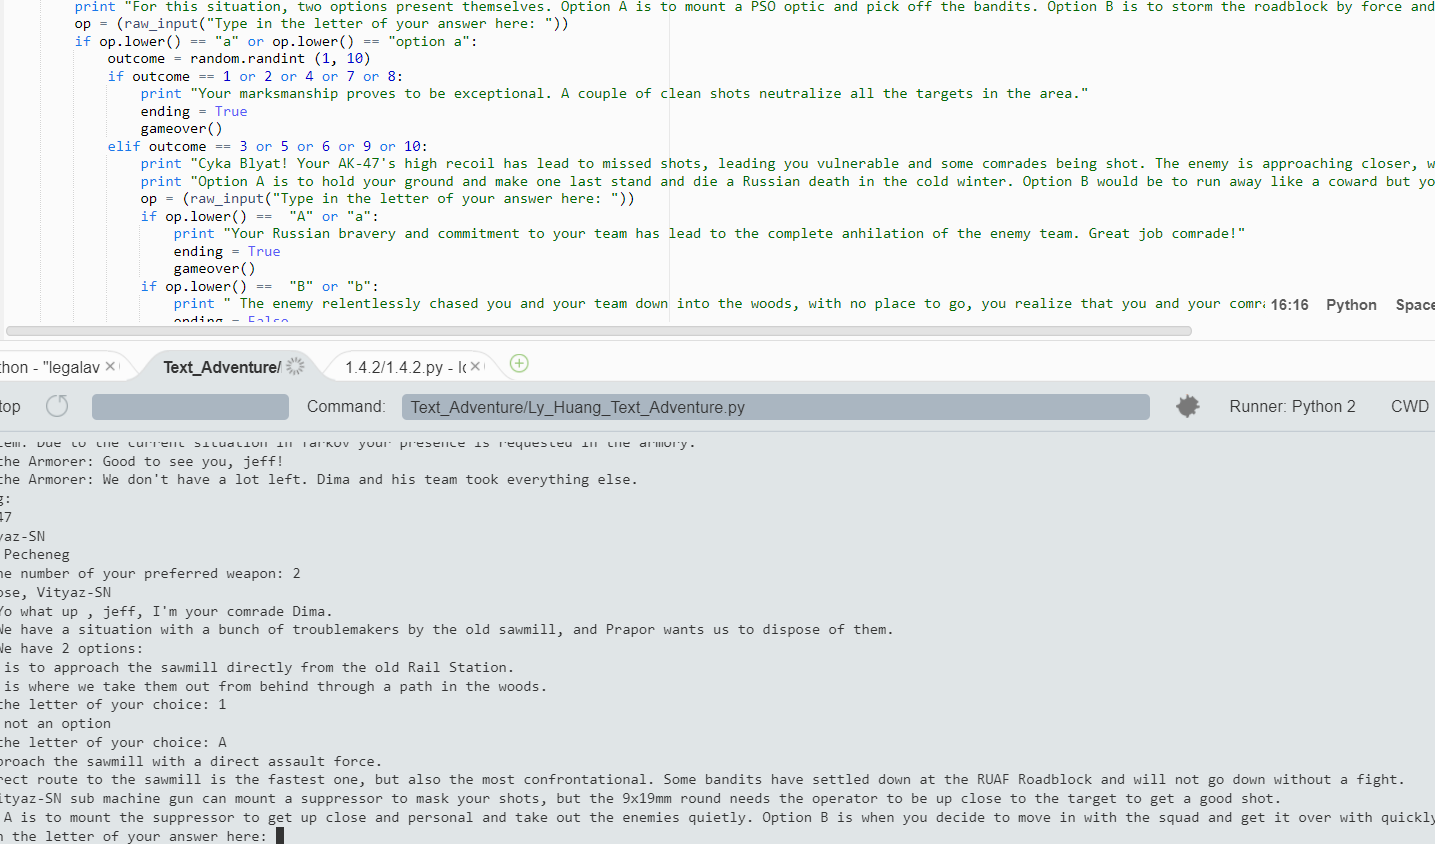 print "For this situation, two options present themselves. Option A is to mount a PSO optic and pick off the bandits. Option B is to storm the roadblock by force and
op = (raw_input("Type in the letter of your answer here: "))
if op.lower() == "a" or op.lower() == "option a":
outcome = random.randint (1, 10)
if outcome == 1 or 2 or 4 or 7 or 8:
print "Your marksmanship proves to be exceptional. A couple of clean shots neutralize all the targets in the area."
ending = True
gameover()
elif outcome == 3 or 5 or 6 or 9 or 10:
print "Cyka Blyat! Your AK-47's high recoil has lead to missed shots, leading you vulnerable and some comrades being shot. The enemy is approaching closer, w
print "Option A is to hold your ground and make one last stand and die a Russian death in the cold winter. Option B would be to run away like a coward but yo
op = (raw_input("Type in the letter of your answer here: "))
if op.lower() ==  "A" or "a":
print "Your Russian bravery and commitment to your team has lead to the complete anhilation of the enemy team. Great job comrade!"
ending = True
gameover()
if op.lower() ==  "B" or "b":
print " The enemy relentlessly chased you and your team down into the woods, with no place to go, you realize that you and your comr
ending = False
16:16 Python Space
thon - "legalav × Text_Adventure/ 1.4.2/1.4.2.py - Ic ×
top Command: Text_Adventure/Ly_Huang_Text_Adventure.py Runner: Python 2 CWD
tem. Due to the current situation in Tarkov your presence is requested in the armory.
the Armorer: Good to see you, jeff!
the Armorer: We don't have a lot left. Dima and his team took everything else.
g:
47
yaz-SN
Pecheneg
he number of your preferred weapon: 2
ose, Vityaz-SN
Yo what up , jeff, I'm your comrade Dima.
We have a situation with a bunch of troublemakers by the old sawmill, and Prapor wants us to dispose of them.
We have 2 options:
is to approach the sawmill directly from the old Rail Station.
is where we take them out from behind through a path in the woods.
the letter of your choice: 1
not an option
the letter of your choice: A
proach the sawmill with a direct assault force.
rect route to the sawmill is the fastest one, but also the most confrontational. Some bandits have settled down at the RUAF Roadblock and will not go down without a fight.
ityaz-SN sub machine gun can mount a suppressor to mask your shots, but the 9x19mm round needs the operator to be up close to the target to get a good shot.
A is to mount the suppressor to get up close and personal and take out the enemies quietly. Option B is when you decide to move in with the squad and get it over with quickly
n the letter of your answer here: